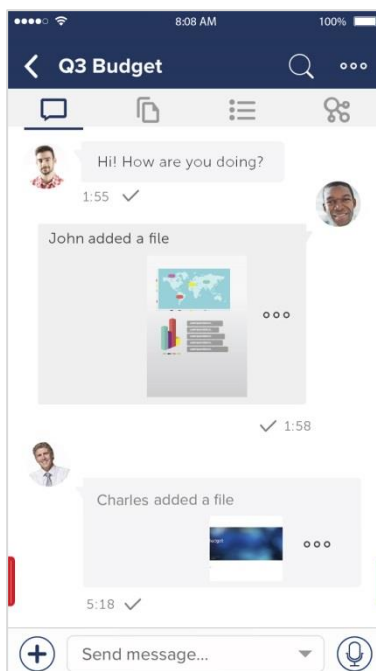 8:08 AM
100%
Q3 Budget
Hi! How are you doing?
1:55
John added a file
1:58
Charles added a file
5:18
Send message...